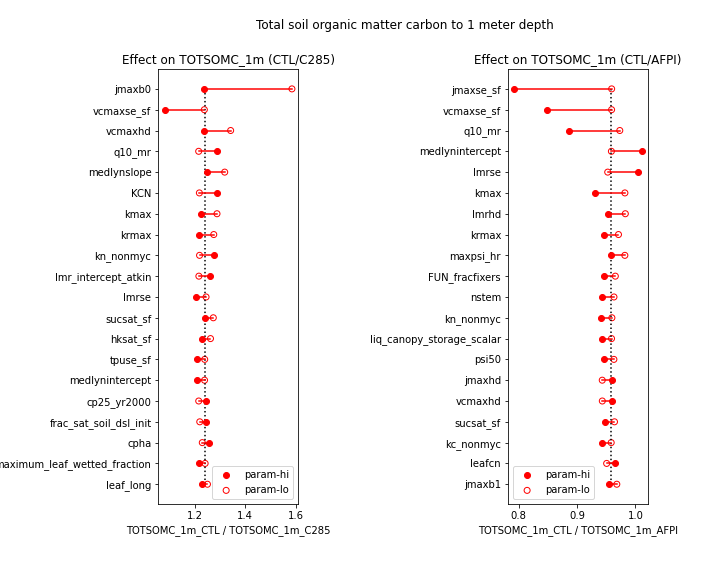 Total soil organic matter carbon to 1 meter depth
Effect on TOTSOMC_1m (CTL/C285)
jmaxb0
vcmaxse_sf
vcmaxhd
q10_mr
medlynslope
KCN
kmax
krmax
kn_nonmyc
lmr_intercept_atkin
lmrse
sucsat_sf
hksat_sf
tpuse_sf
medlynintercept
cp25_yr2000
frac_sat_soil_dsl_init
cpha
maximum_leaf_wetted_fraction
leaf_long
param-hi
param-lo
1.2 1.4 1.6
TOTSOMC_1m_CTL / TOTSOMC_1m_C285
Effect on TOTSOMC_1m (CTL/AFPI)
jmaxse_sf
vcmaxse_sf
q10_mr
medlynintercept
lmrse
kmax
lmrhd
krmax
maxpsi_hr
FUN_fracfixers
nstem
kn_nonmyc
liq_canopy_storage_scalar
psi50
jmaxhd
vcmaxhd
sucsat_sf
kc_nonmyc
leafcn
jmaxb1
param-hi
param-lo
0.8 0.9 1.0
TOTSOMC_1m_CTL / TOTSOMC_1m_AFPI